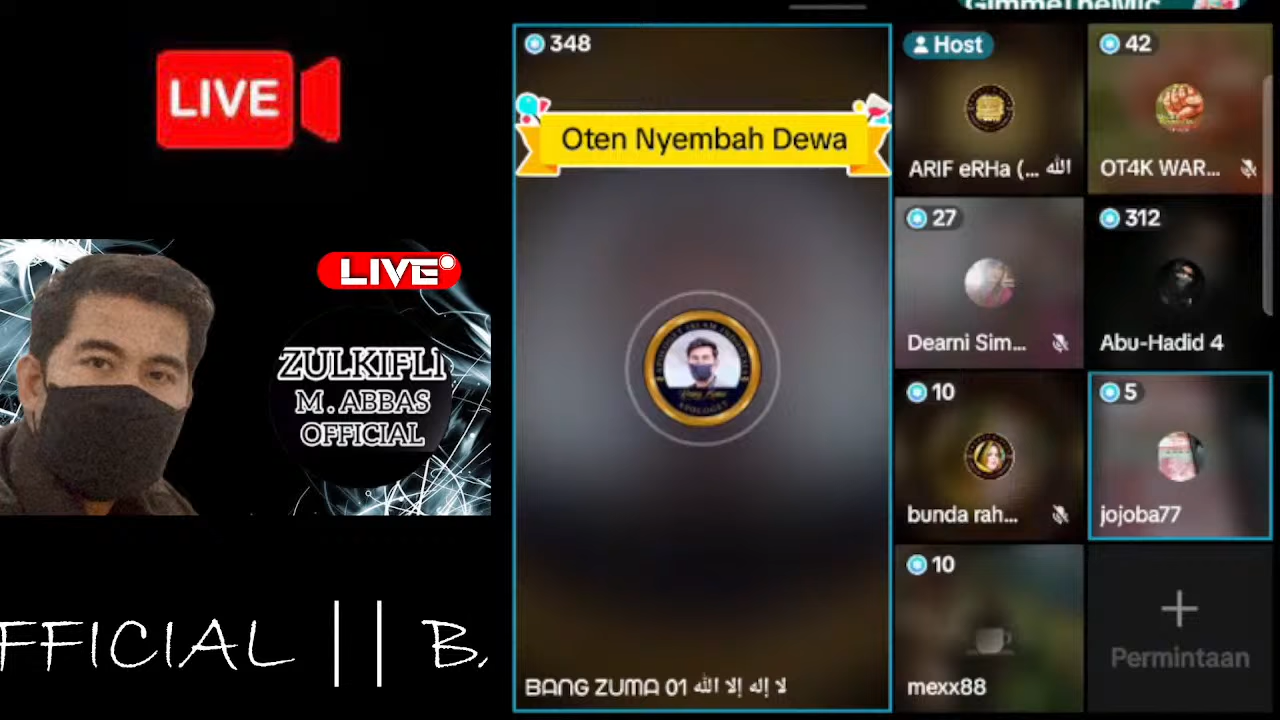 LIVE
LIVE
ZULKIFLI
M. ABBAS
OFFICIAL
FFICIAL || B.
GimmeTheMic
348
Oten Nyembah Dewa
BANG ZUMA 01 لا إله إلا الله
Host
ARIF eRHa (... الله
42
OT4K WAR...
27
Dearni Sim...
312
Abu-Hadid 4
10
bunda rah...
5
jojoba77
10
mexx88
+
Permintaan